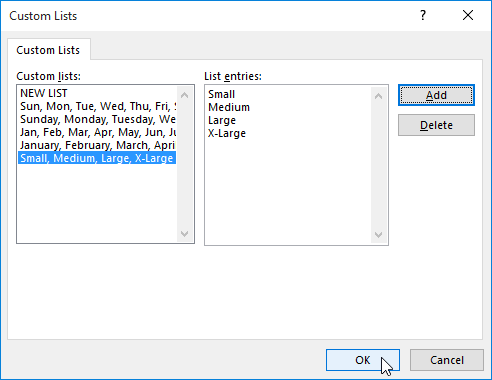 Custom Lists
Custom Lists
Custom lists:
NEW LIST
Sun, Mon, Tue, Wed, Thu, Fri, S
Sunday, Monday, Tuesday, Wed
Jan, Feb, Mar, Apr, May, Jun, Ju
January, February, March, Apri
Small, Medium, Large, X-Large
List entries:
Small
Medium
Large
X-Large
Add
Delete
OK
Cancel